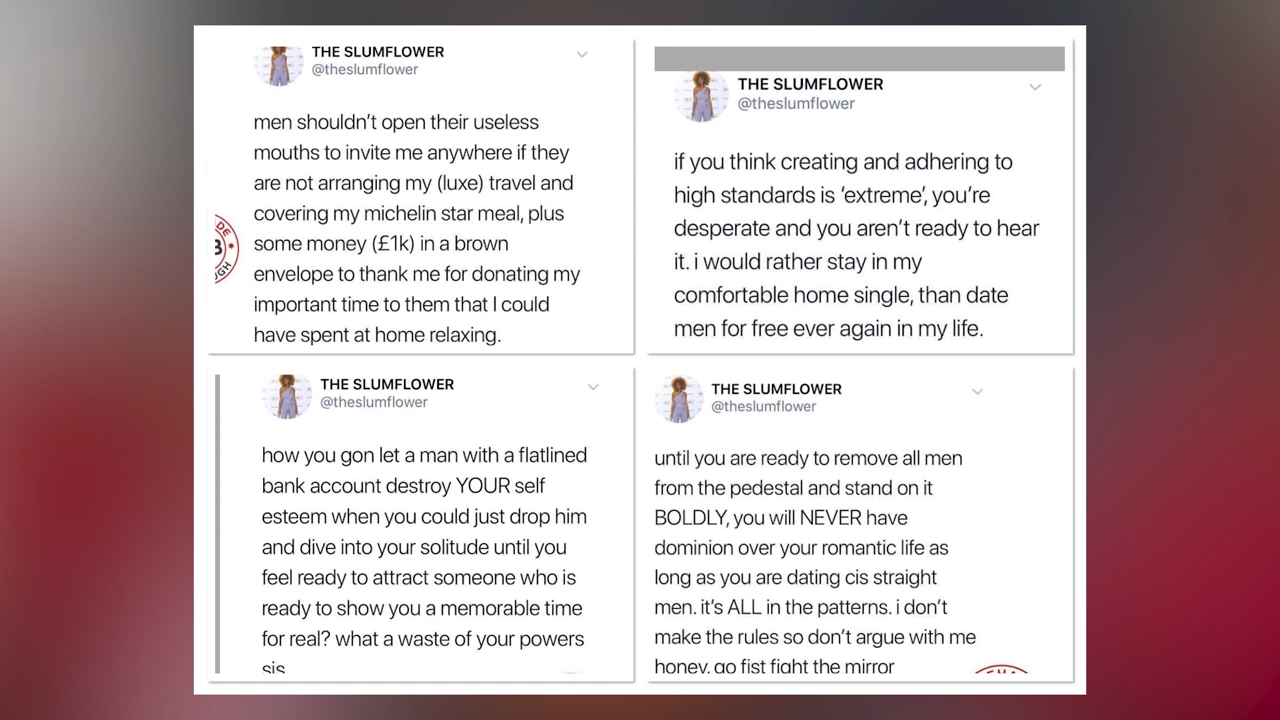 THE SLUMFLOWER
@theslumflower
men shouldn't open their useless
mouths to invite me anywhere if they
are not arranging my (luxe) travel and
covering my michelin star meal, plus
some money (£1k) in a brown
envelope to thank me for donating my
important time to them that I could
have spent at home relaxing.
THE SLUMFLOWER
@theslumflower
if you think creating and adhering to
high standards is ‘extreme’, you're
desperate and you aren't ready to hear
it. i would rather stay in my
comfortable home single, than date
men for free ever again in my life.
THE SLUMFLOWER
@theslumflower
how you gon let a man with a flatlined
bank account destroy YOUR self
esteem when you could just drop him
and dive into your solitude until you
feel ready to attract someone who is
ready to show you a memorable time
for real? what a waste of your powers
sis
THE SLUMFLOWER
@theslumflower
until you are ready to remove all men
from the pedestal and stand on it
BOLDLY, you will NEVER have
dominion over your romantic life as
long as you are dating cis straight
men. it's ALL in the patterns. i don't
make the rules so don't argue with me
honey, go fist fight the mirror